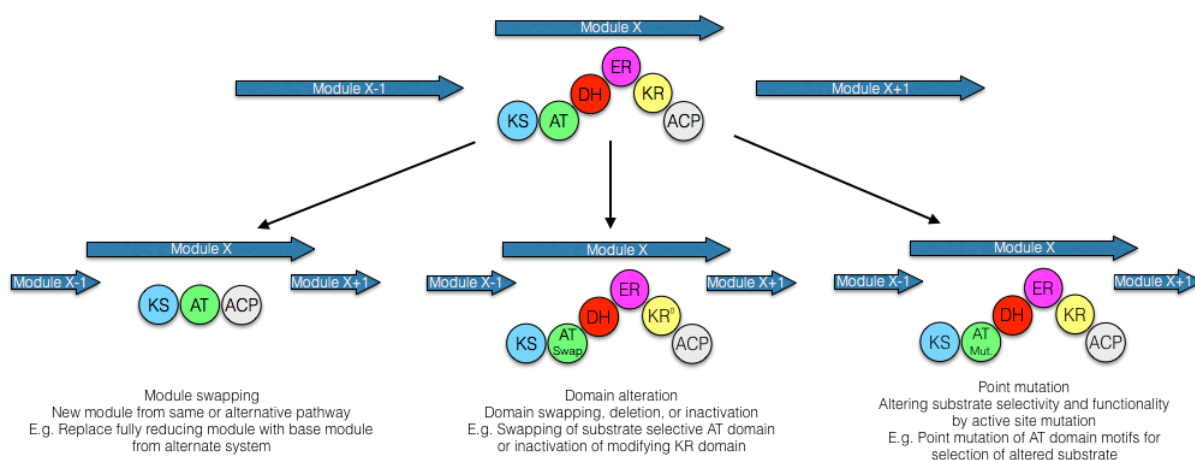 Module X
Module X-1
Module X+1
ER
DH
KR
KS
AT
ACP
Module X
Module X-1
Module X+1
KS
AT
ACP
Module swapping
New module from same or alternative pathway
E.g. Replace fully reducing module with base module
from alternate system
Module X
Module X-1
Module X+1
ER
DH
KR⁰
KS
AT
Swap
ACP
Domain alteration
Domain swapping, deletion, or inactivation
E.g. Swapping of substrate selective AT domain
or inactivation of modifying KR domain
Module X
Module X-1
Module X+1
ER
DH
KR
KS
AT
Mut.
ACP
Point mutation
Altering substrate selectivity and functionality
by active site mutation
E.g. Point mutation of AT domain motifs for
selection of altered substrate